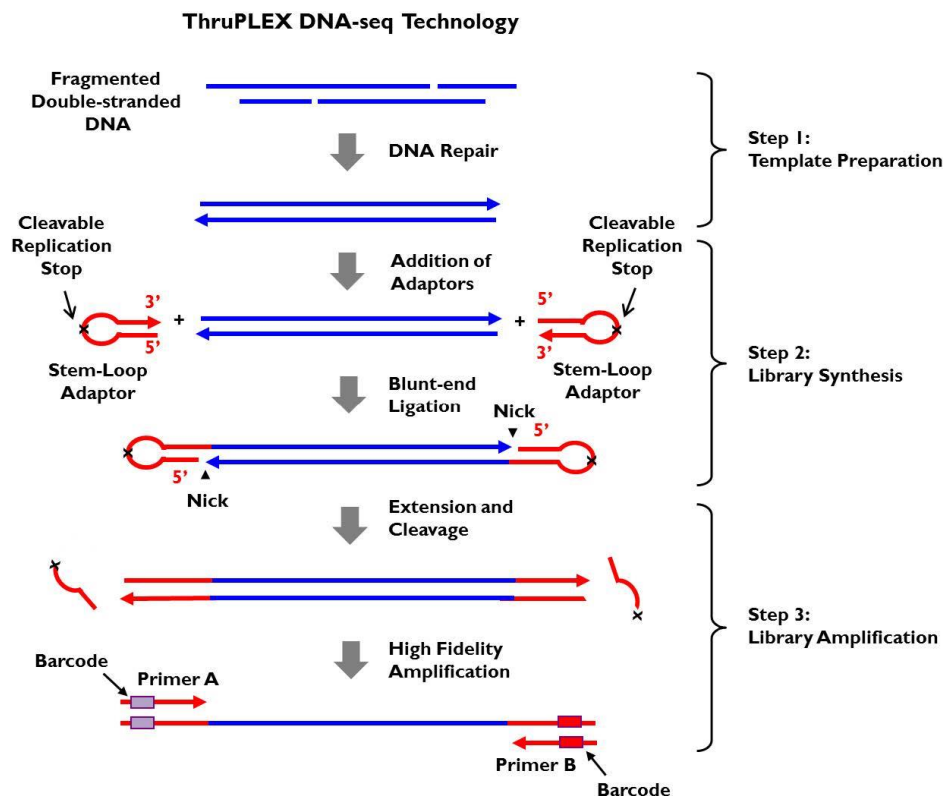 ThruPLEX DNA-seq Technology
Fragmented
Double-stranded
DNA
DNA Repair
Step 1:
Template Preparation
Cleavable
Replication
Stop
Cleavable
Replication
Stop
Addition of
Adaptors
3’
+
+
5’
5’
3’
Stem-Loop
Adaptor
Stem-Loop
Adaptor
Step 2:
Library Synthesis
Blunt-end
Ligation
Nick
5’
5’
Nick
Extension and
Cleavage
Step 3:
Library Amplification
High Fidelity
Amplification
Barcode
Primer A
Primer B
Barcode